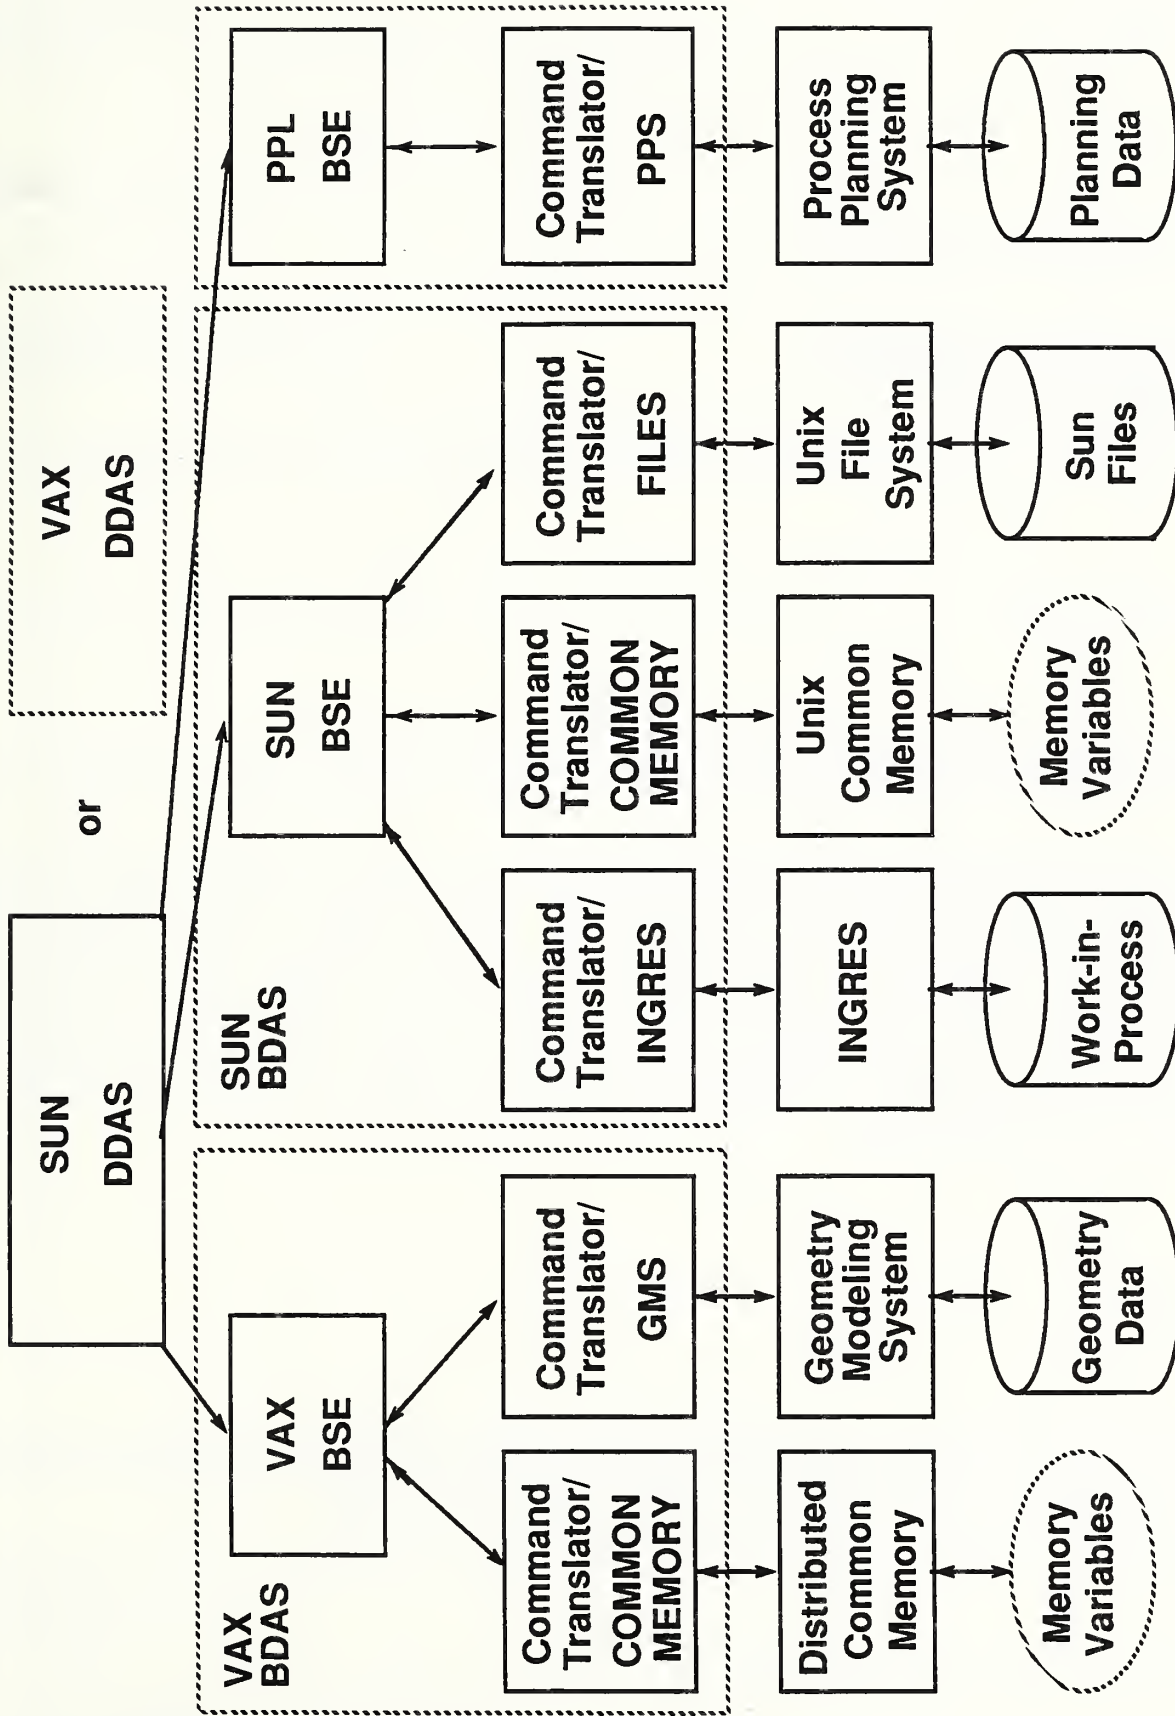 SUN
DDAS
or
VAX
DDAS
VAX
BDAS
VAX
BSE
SUN
BDAS
SUN
BSE
PPL
BSE
Command
Translator/
COMMON
MEMORY
Command
Translator/
GMS
Command
Translator/
INGRES
Command
Translator/
COMMON
MEMORY
Command
Translator/
FILES
Command
Translator/
PPS
Distributed
Common
Memory
Geometry
Modeling
System
INGRES
Unix
Common
Memory
Unix
File
System
Process
Planning
System
Memory
Variables
Geometry
Data
Work-in-
Process
Memory
Variables
Sun
Files
Planning
Data